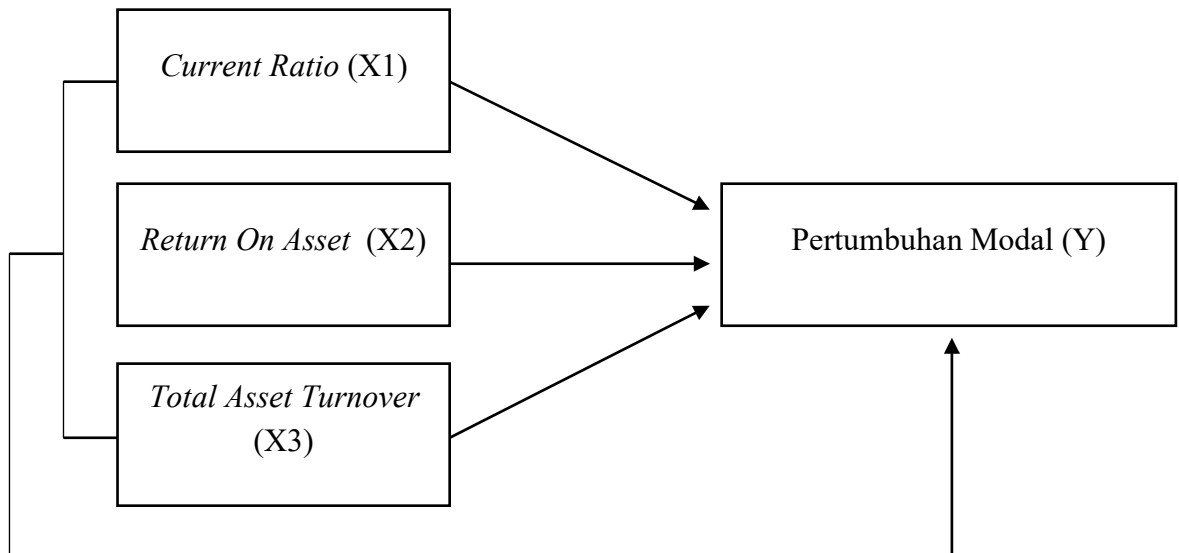 Current Ratio (X1)
Return On Asset (X2)
Pertumbuhan Modal (Y)
Total Asset Turnover
(X3)